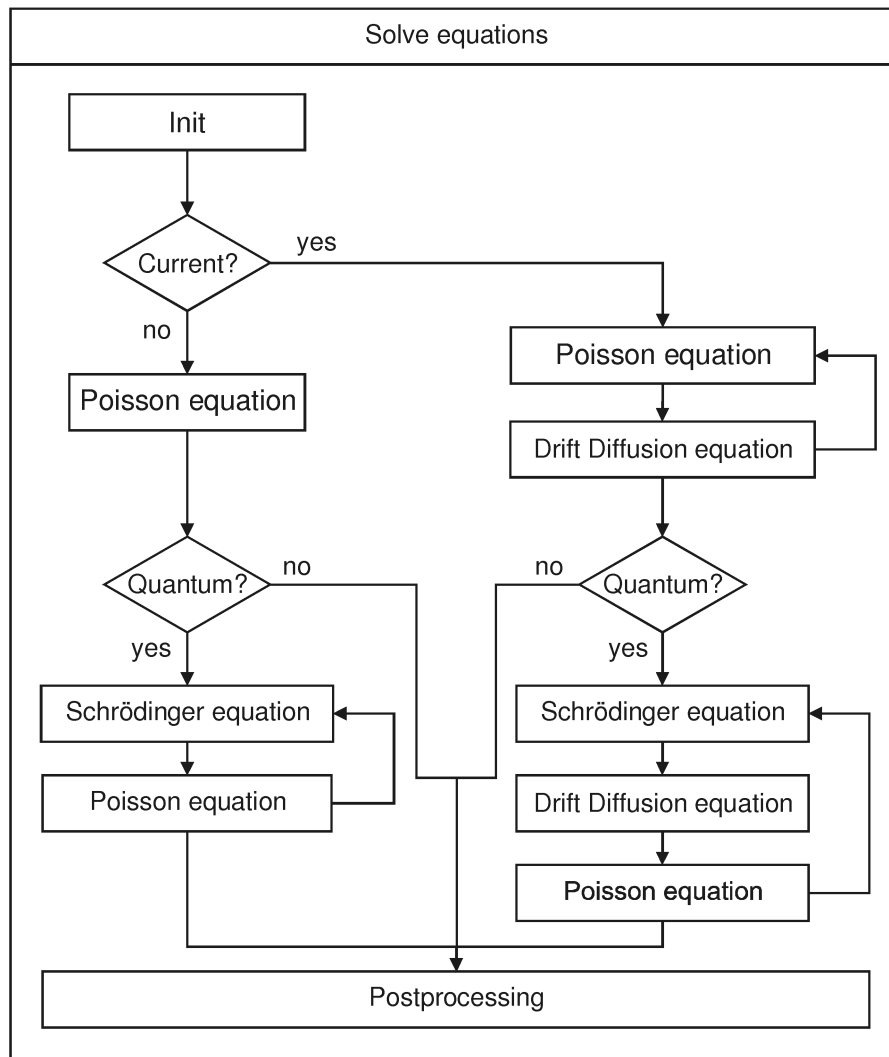 Solve equations
Init
Current?
yes
no
Poisson equation
Poisson equation
Drift Diffusion equation
Quantum?
no
no
Quantum?
yes
yes
Schrödinger equation
Schrödinger equation
Poisson equation
Drift Diffusion equation
Poisson equation
Postprocessing